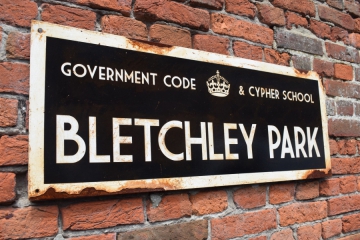 GOVERNMENT CODE & CYPHER SCHOOL
BLETCHLEY PARK